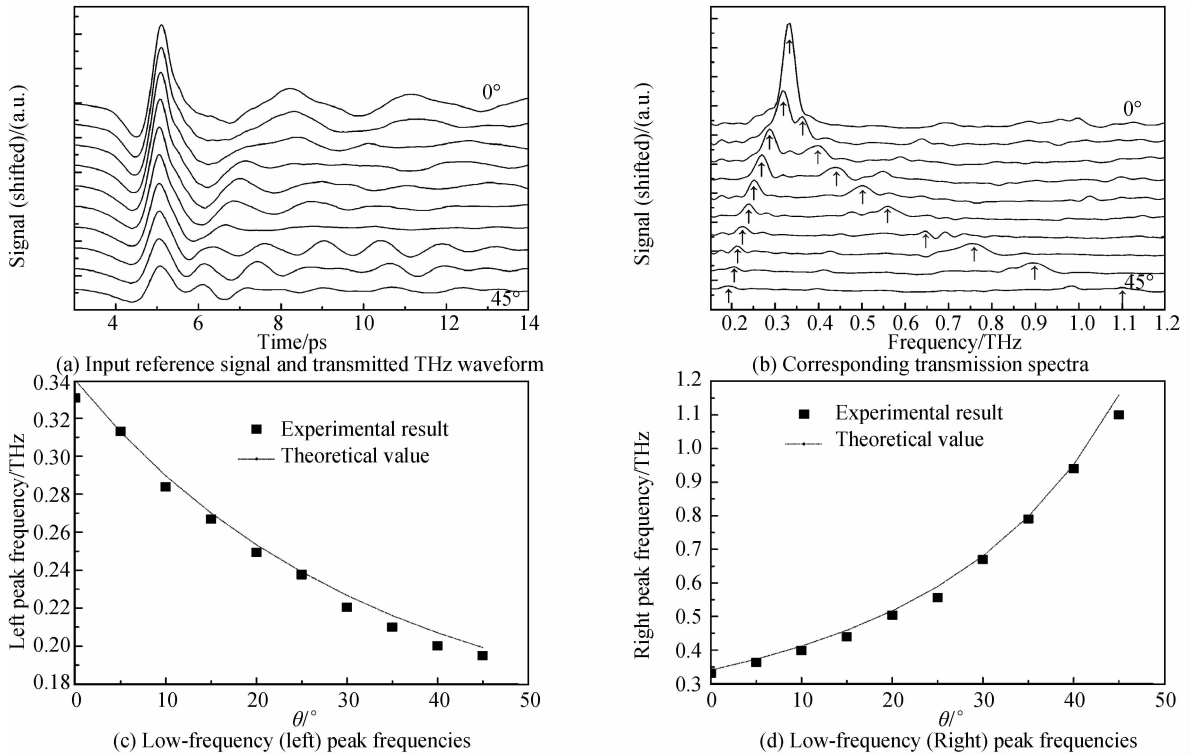 Signal (shifted)/(a.u.)
0°
45°
4 6 8 10 12 14
Time/ps
(a) Input reference signal and transmitted THz waveform
Signal (shifted)/(a.u.)
0°
45°
0.2 0.3 0.4 0.5 0.6 0.7 0.8 0.9 1.0 1.1 1.2
Frequency/THz
(b) Corresponding transmission spectra
Left peak frequency/THz
0.34
0.32
0.30
0.28
0.26
0.24
0.22
0.20
0.18
Experimental result
Theoretical value
0 10 20 30 40 50
θ/°
(c) Low-frequency (left) peak frequencies
Right peak frequency/THz
1.2
1.1
1.0
0.9
0.8
0.7
0.6
0.5
0.4
0.3
Experimental result
Theoretical value
0 10 20 30 40 50
θ/°
(d) Low-frequency (Right) peak frequencies